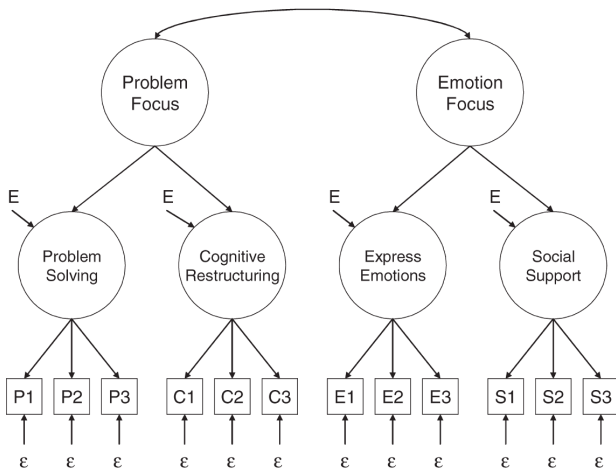 Problem
Focus
Emotion
Focus
E
E
E
E
Problem
Solving
Cognitive
Restructuring
Express
Emotions
Social
Support
P1 P2 P3 C1 C2 C3 E1 E2 E3 S1 S2 S3
ε ε ε ε ε ε ε ε ε ε ε ε